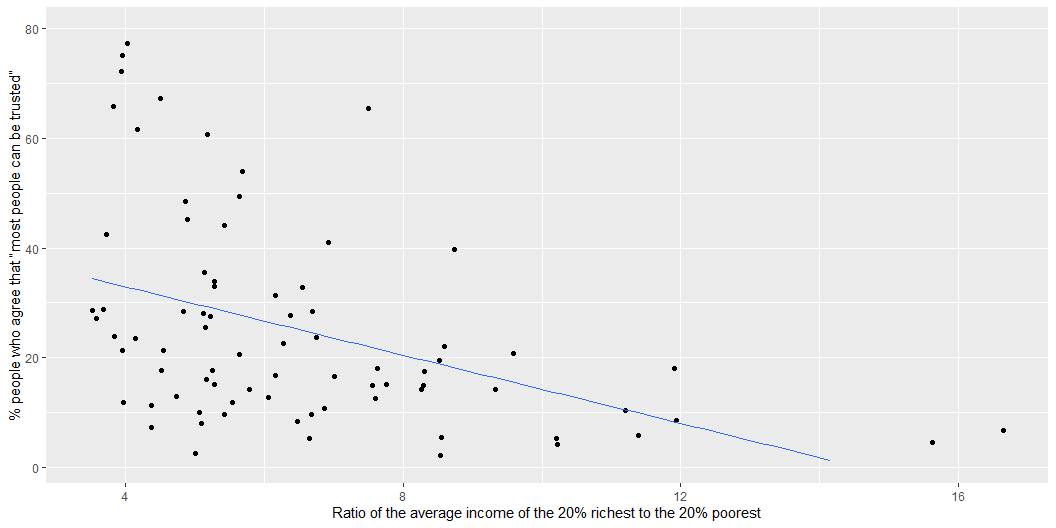 80
60
40
20
0
% people who agree that "most people can be trusted"
4 8 12 16
Ratio of the average income of the 20% richest to the 20% poorest